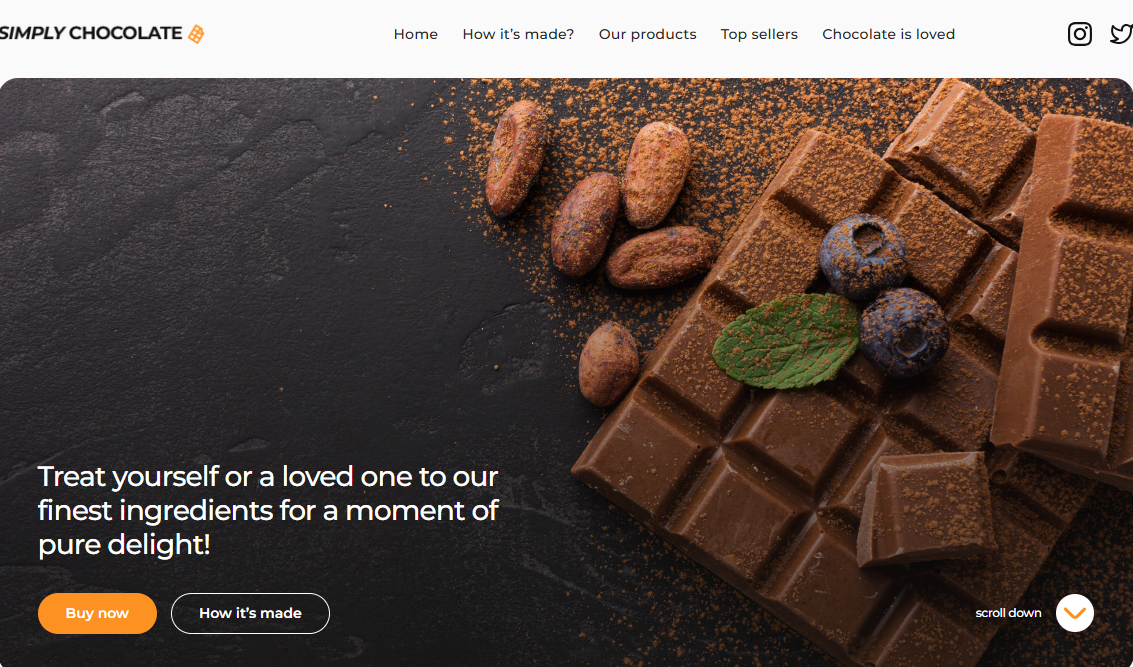 SIMPLY CHOCOLATE
Home How it’s made? Our products Top sellers Chocolate is loved
Treat yourself or a loved one to our
finest ingredients for a moment of
pure delight!
Buy now How it’s made
scroll down